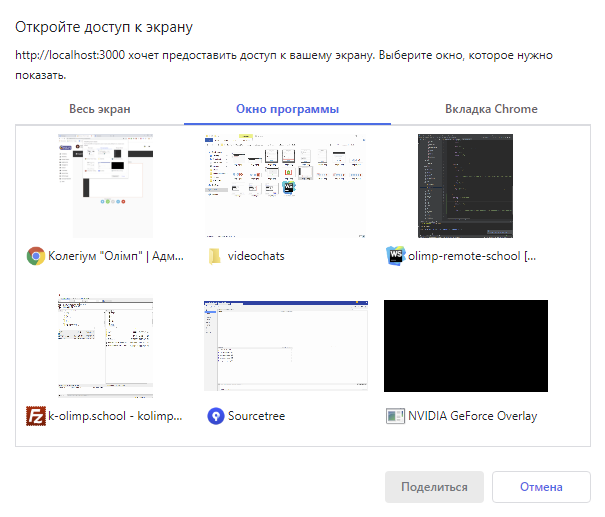 Откройте доступ к экрану
http://localhost:3000 хочет предоставить доступ к вашему экрану. Выберите окно, которое нужно
показать.
Весь экран
Окно программы
Вкладка Chrome
Колегіум "Олімп" | Адм...
videochats
olimp-remote-school [...
k-olimp.school - kolimp...
Sourcetree
NVIDIA GeForce Overlay
Поделиться
Отмена